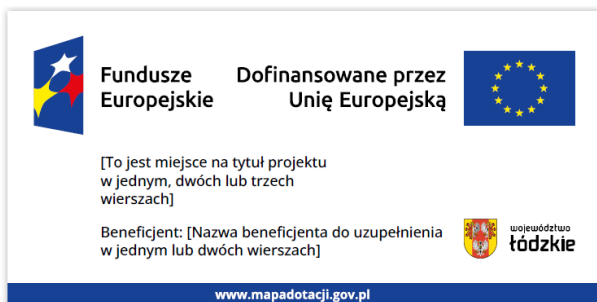 Fundusze
Europejskie
Dofinansowane przez
Unię Europejską
[To jest miejsce na tytuł projektu
w jednym, dwóch lub trzech
wierszach]
Beneficjent: [Nazwa beneficjenta do uzupełnienia
w jednym lub dwóch wierszach]
województwo
łódzkie
www.mapadotacji.gov.pl